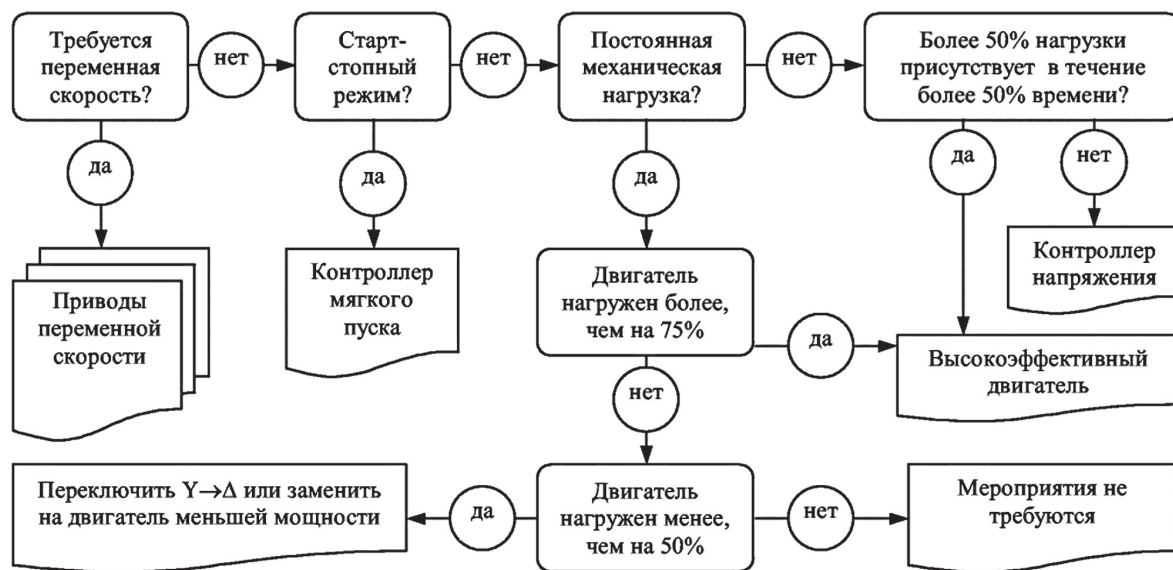 Требуется
переменная
скорость?
нет
Старт-
стопный
режим?
нет
Постоянная
механическая
нагрузка?
нет
Более 50% нагрузки
присутствует в течение
более 50% времени?
да
да
да
да
нет
Приводы
переменной
скорости
Контроллер
мягкого
пуска
Двигатель
нагружен более,
чем на 75%
Контроллер
напряжения
да
Высокоэффективный
двигатель
нет
Переключить Y→Δ или заменить
на двигатель меньшей мощности
да
Двигатель
нагружен менее,
чем на 50%
нет
Мероприятия не
требуются